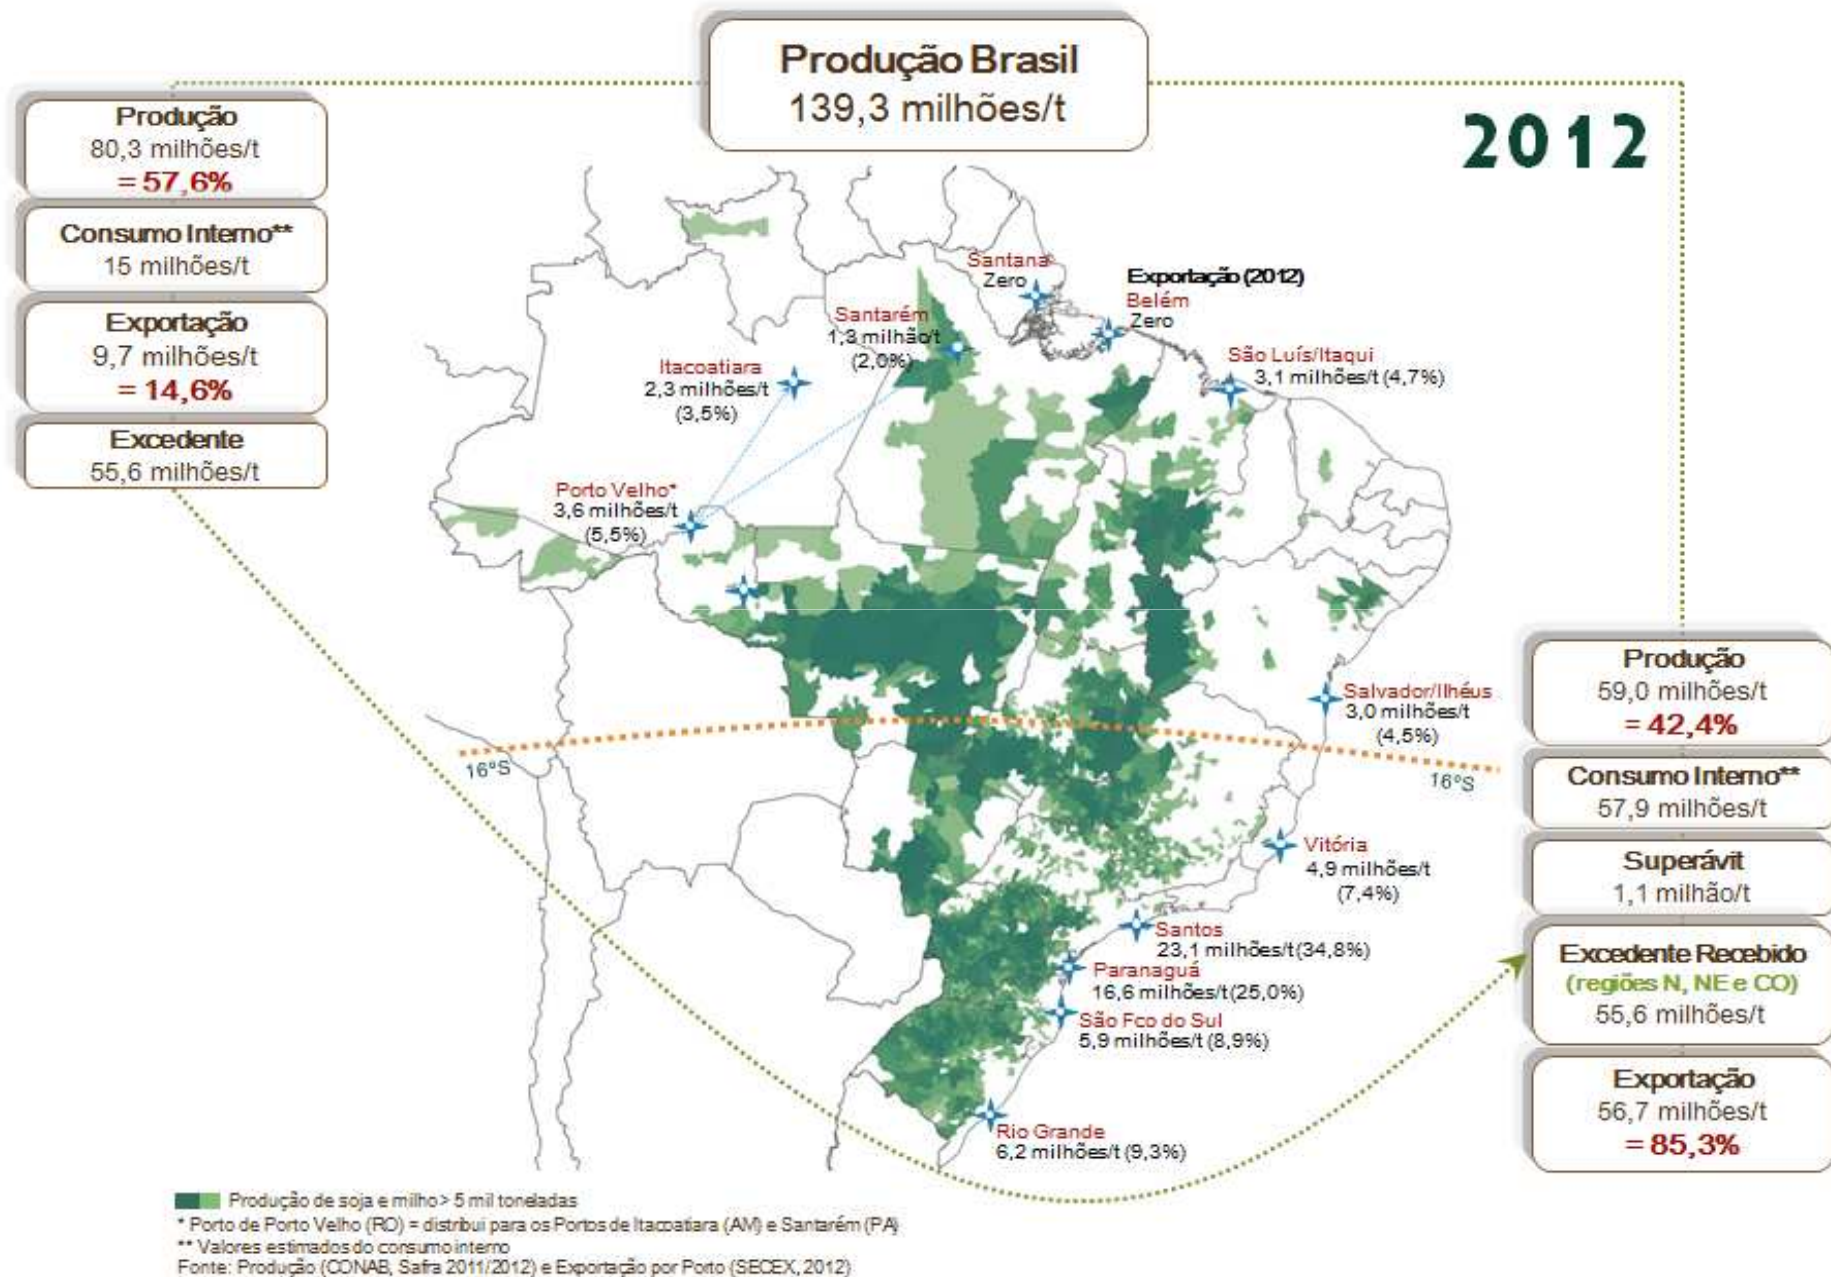 Produção Brasil
139,3 milhões/t
2012
Produção
80,3 milhões/t
= 57,6%
Consumo Interno**
15 milhões/t
Exportação
9,7 milhões/t
= 14,6%
Excedente
55,6 milhões/t
Santana
Zero
Exportação (2012)
Belém
Zero
Santarém
1,3 milhão/t
(2,0%)
Itacoatiara
2,3 milhões/t
(3,5%)
São Luís/Itaqui
3,1 milhões/t (4,7%)
Porto Velho*
3,6 milhões/t
(5,5%)
Salvador/Ilhéus
3,0 milhões/t
(4,5%)
16°S
16°S
Vitória
4,9 milhões/t
(7,4%)
Santos
23,1 milhões/t(34,8%)
Paranaguá
16,6 milhões/t(25,0%)
São Fco do Sul
5,9 milhões/t (8,9%)
Rio Grande
6,2 milhões/t (9,3%)
Produção
59,0 milhões/t
= 42,4%
Consumo Interno**
57,9 milhões/t
Superávit
1,1 milhão/t
Excedente Recebido
(regiões N, NE e CO)
55,6 milhões/t
Exportação
56,7 milhões/t
= 85,3%
Produção de soja e milho > 5 mil toneladas
* Porto de Porto Velho (RO) = distribui para os Portos de Itacoatiara (AM) e Santarém (PA)
** Valores estimados do consumo interno
Fonte: Produção (CONAB, Safra 2011/2012) e Exportação por Porto (SECEX, 2012)